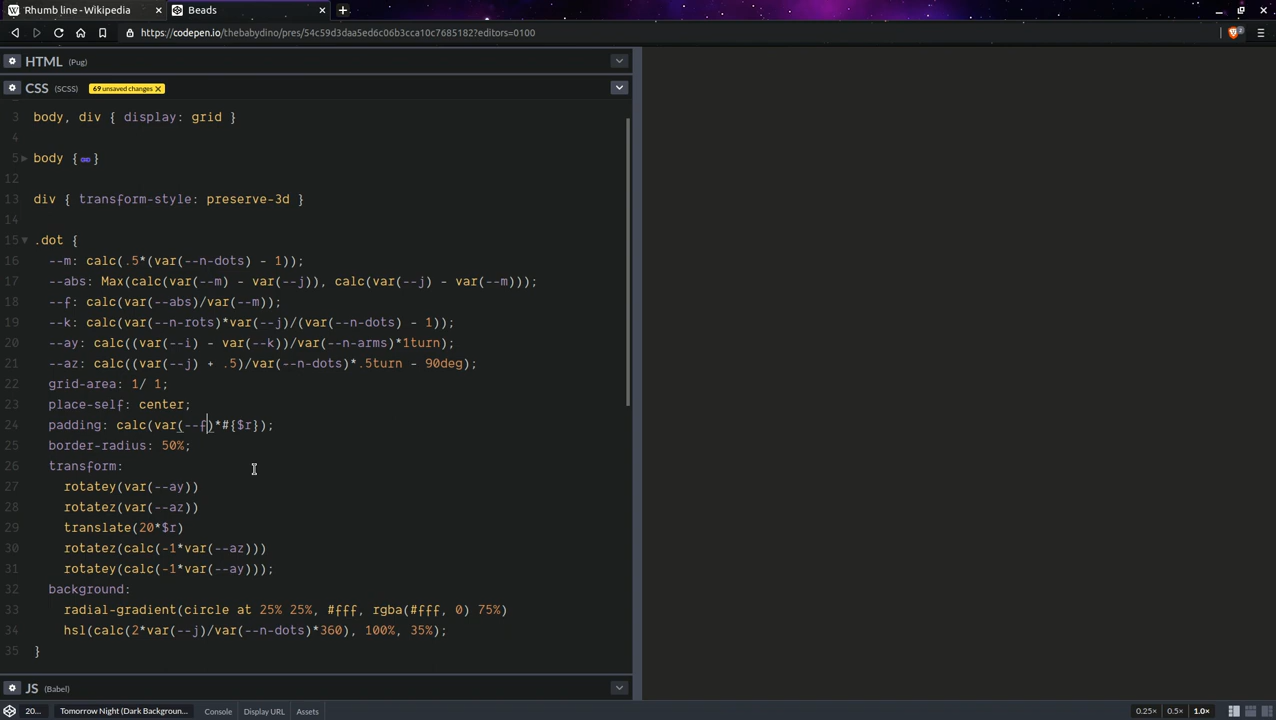 Rhumb line - Wikipedia
Beads
https://codepen.io/thebabydino/pres/54c59d3daa5ed6c06b3cca10c7685182?editors=0100
2
HTML (Pug)
CSS (SCSS) 69 unsaved changes
3 body, div { display: grid }
4
5 body { }
12
13 div { transform-style: preserve-3d }
14
15 .dot {
16 --m: calc(.5*(var(--n-dots) - 1));
17 --abs: Max(calc(var(--m) - var(--j)), calc(var(--j) - var(--m)));
18 --f: calc(var(--abs)/var(--m));
19 --k: calc(var(--n-rots)*var(--j)/(var(--n-dots) - 1));
20 --ay: calc((var(--i) - var(--k))/var(--n-arms)*1turn);
21 --az: calc((var(--j) + .5)/var(--n-dots)*.5turn - 90deg);
22 grid-area: 1/ 1;
23 place-self: center;
24 padding: calc(var(--f)*#{$r});
25 border-radius: 50%;
26 transform:
27 rotatey(var(--ay))
28 rotatez(var(--az))
29 translate(20*$r)
30 rotatez(calc(-1*var(--az)))
31 rotatey(calc(-1*var(--ay)));
32 background:
33 radial-gradient(circle at 25% 25%, #fff, rgba(#fff, 0) 75%)
34 hsl(calc(2*var(--j)/var(--n-dots)*360), 100%, 35%);
35 }
JS (Babel)
20... Tomorrow Night (Dark Backgroun... Console Display URL Assets 0.25× 0.5× 1.0×